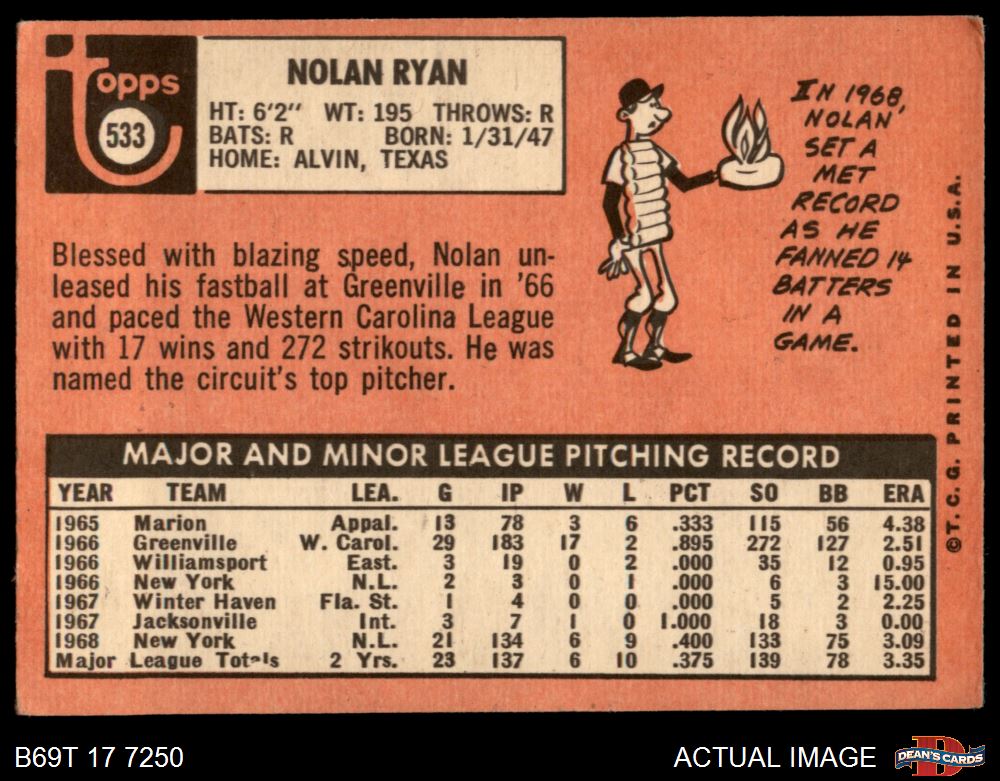 topps
533
NOLAN RYAN
HT: 6'2" WT: 195 THROWS: R
BATS: R BORN: 1/31/47
HOME: ALVIN, TEXAS
Blessed with blazing speed, Nolan un-
leased his fastball at Greenville in '66
and paced the Western Carolina League
with 17 wins and 272 strikouts. He was
named the circuit's top pitcher.
IN 1968,
NOLAN
SET A
MET
RECORD
AS HE
FANNED 14
BATTERS
IN A
GAME.
©T.C.G. PRINTED IN U.S.A.
MAJOR AND MINOR LEAGUE PITCHING RECORD
YEAR TEAM LEA. G IP W L PCT SO BB ERA
1965 Marion Appal. 13 78 3 6 .333 115 56 4.38
1966 Greenville W. Carol. 29 183 17 2 .895 272 127 2.51
1966 Williamsport East. 3 19 0 2 .000 35 12 0.95
1966 New York N.L. 2 3 0 1 .000 6 3 15.00
1967 Winter Haven Fla. St. 1 4 0 0 .000 5 2 2.25
1967 Jacksonville Int. 3 7 1 0 1.000 18 3 0.00
1968 New York N.L. 21 134 6 9 .400 133 75 3.09
Major League Totals 2 Yrs. 23 137 6 10 .375 139 78 3.35
B69T 17 7250
ACTUAL IMAGE
D
DEAN'S CARDS